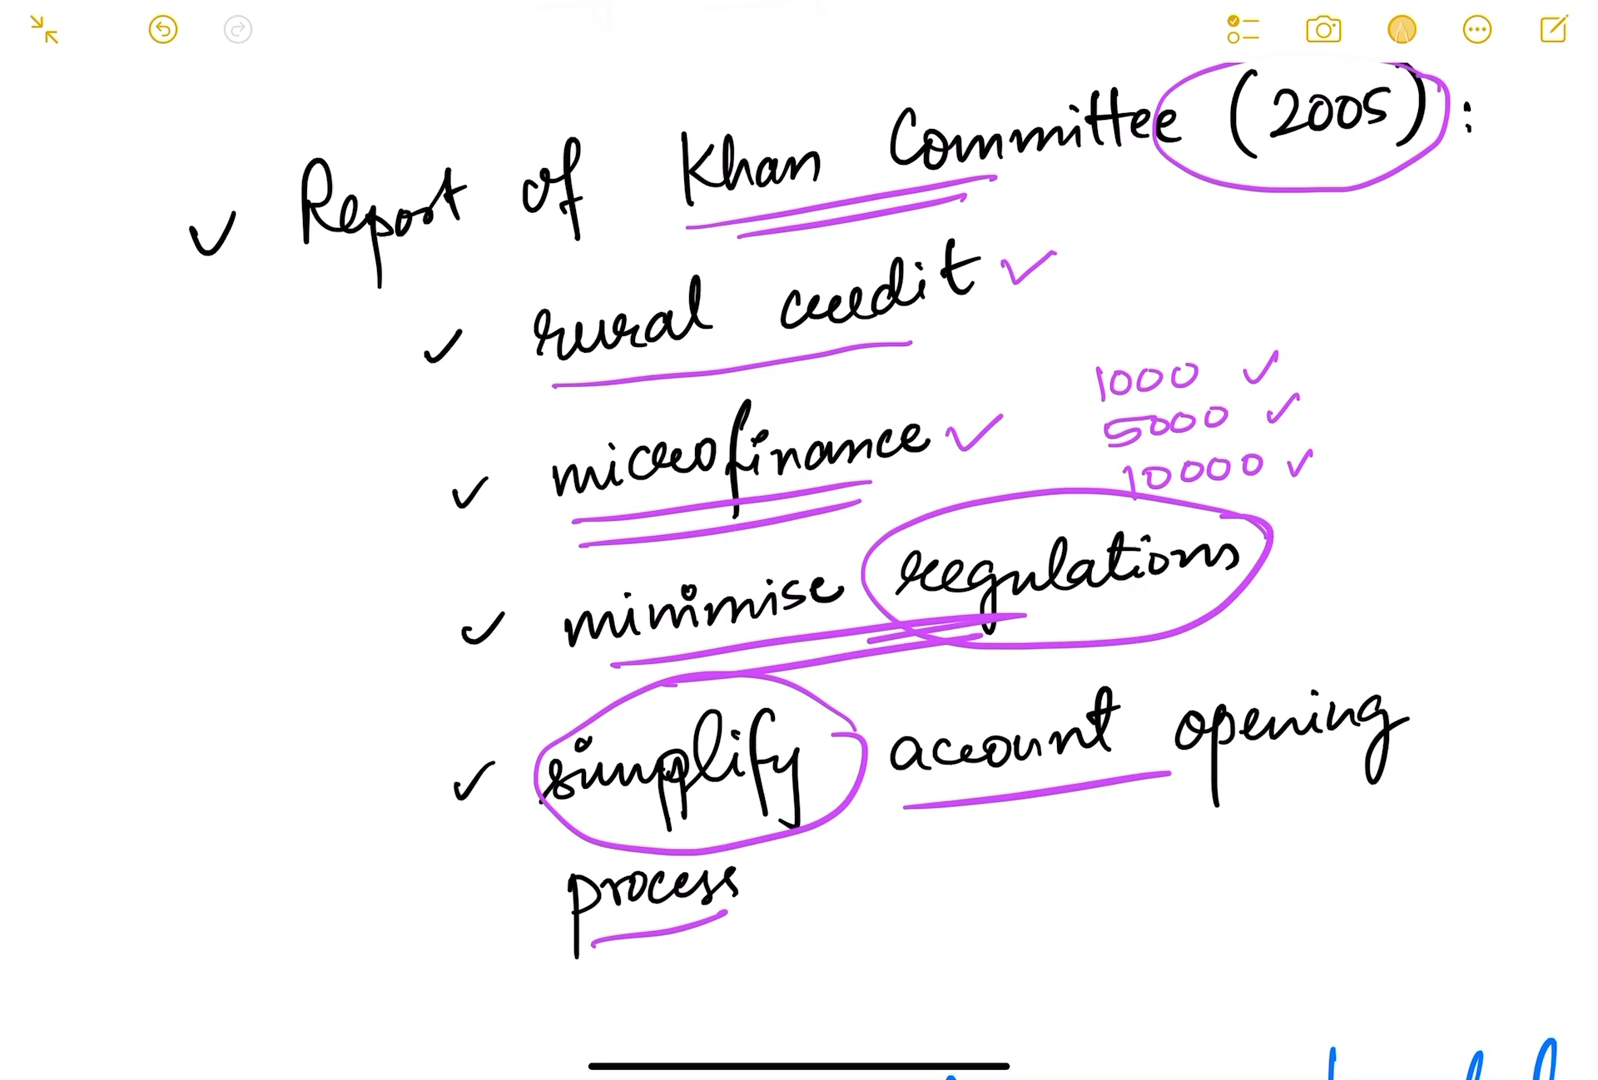 Report of Khan Committee (2005) :
rural credit
1000
microfinance
5000
10000
minimise regulations
simplify account opening
process